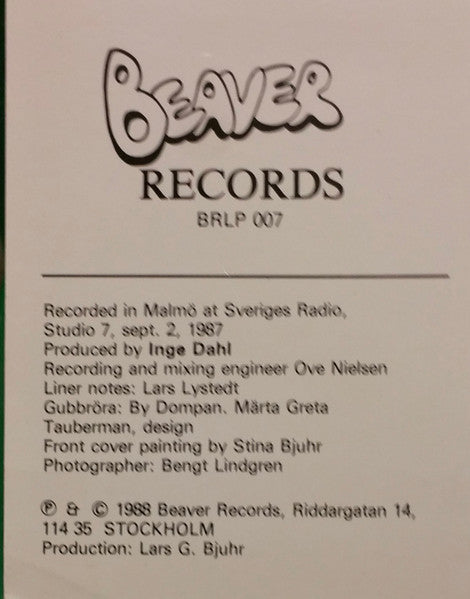 BEAVER
RECORDS
BRLP 007
Recorded in Malmö at Sveriges Radio,
Studio 7, sept. 2, 1987
Produced by Inge Dahl
Recording and mixing engineer Ove Nielsen
Liner notes: Lars Lystedt
Gubbröra: By Dompan. Märta Greta
Tauberman, design
Front cover painting by Stina Bjuhr
Photographer: Bengt Lindgren
℗ & © 1988 Beaver Records, Riddargatan 14,
114 35 STOCKHOLM
Production: Lars G. Bjuhr